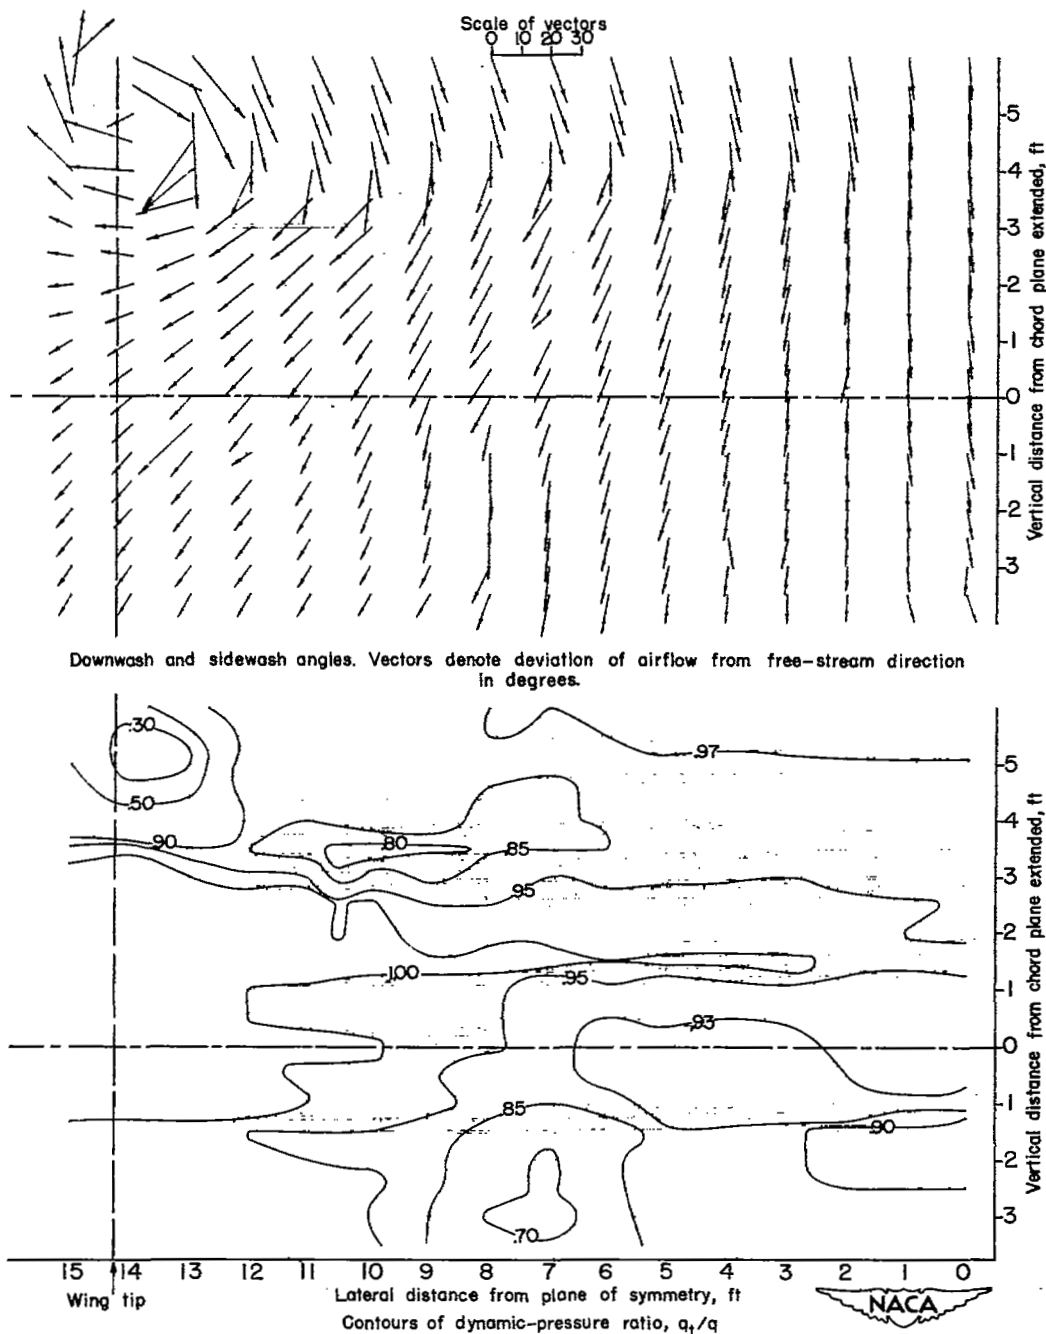 Scale of vectors
0 10 20 30
5
4
3
2
1
0
-1
-2
-3
Vertical distance from chord plane extended, ft
Downwash and sidewash angles. Vectors denote deviation of airflow from free-stream direction
in degrees.
.30
.50
.90
.80
.85
.97
.95
1.00
.95
.93
.85
.90
.70
5
4
3
2
1
0
-1
-2
-3
Vertical distance from chord plane extended, ft
15 14 13 12 11 10 9 8 7 6 5 4 3 2 1 0
Wing tip
Lateral distance from plane of symmetry, ft
Contours of dynamic-pressure ratio, qt/q
NACA